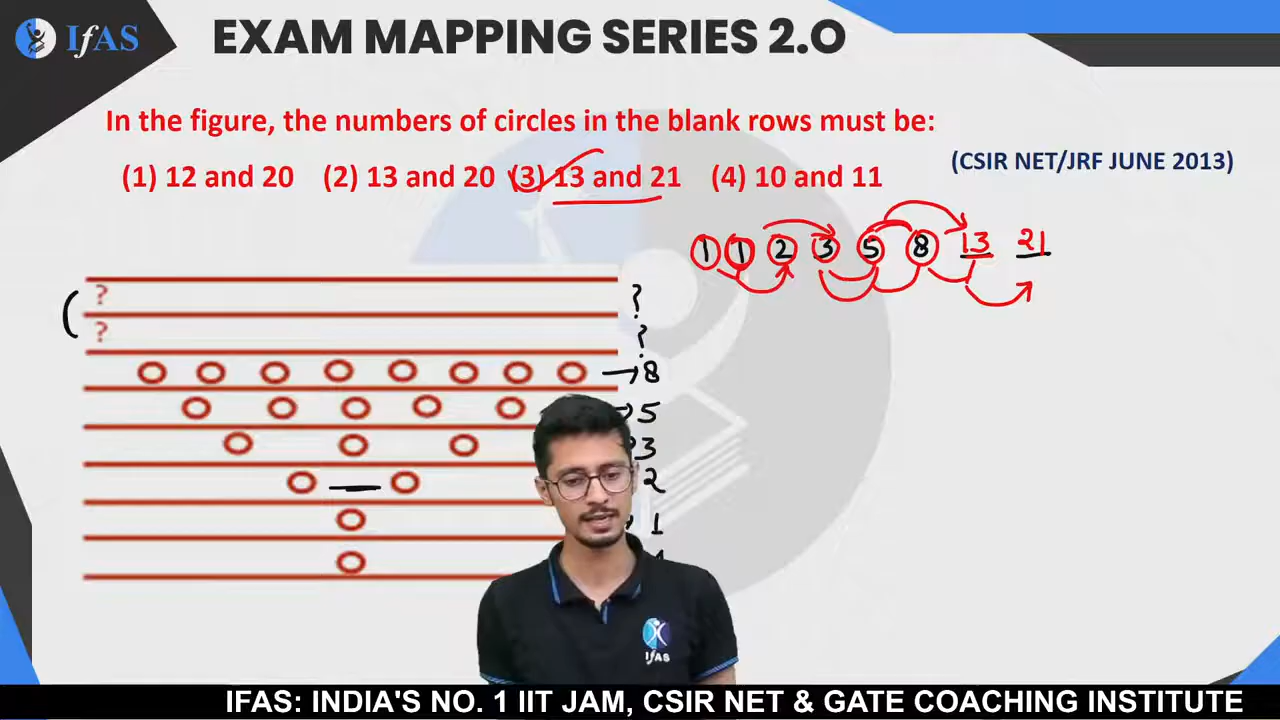 IfAS
EXAM MAPPING SERIES 2.O
In the figure, the numbers of circles in the blank rows must be:
(1) 12 and 20 (2) 13 and 20 (3) 13 and 21 (4) 10 and 11
(CSIR NET/JRF JUNE 2013)
1 1 2 3 5 8 13 21
? ?
? ?
8
5
3
2
1
IfAS
IFAS: INDIA'S NO. 1 IIT JAM, CSIR NET & GATE COACHING INSTITUTE